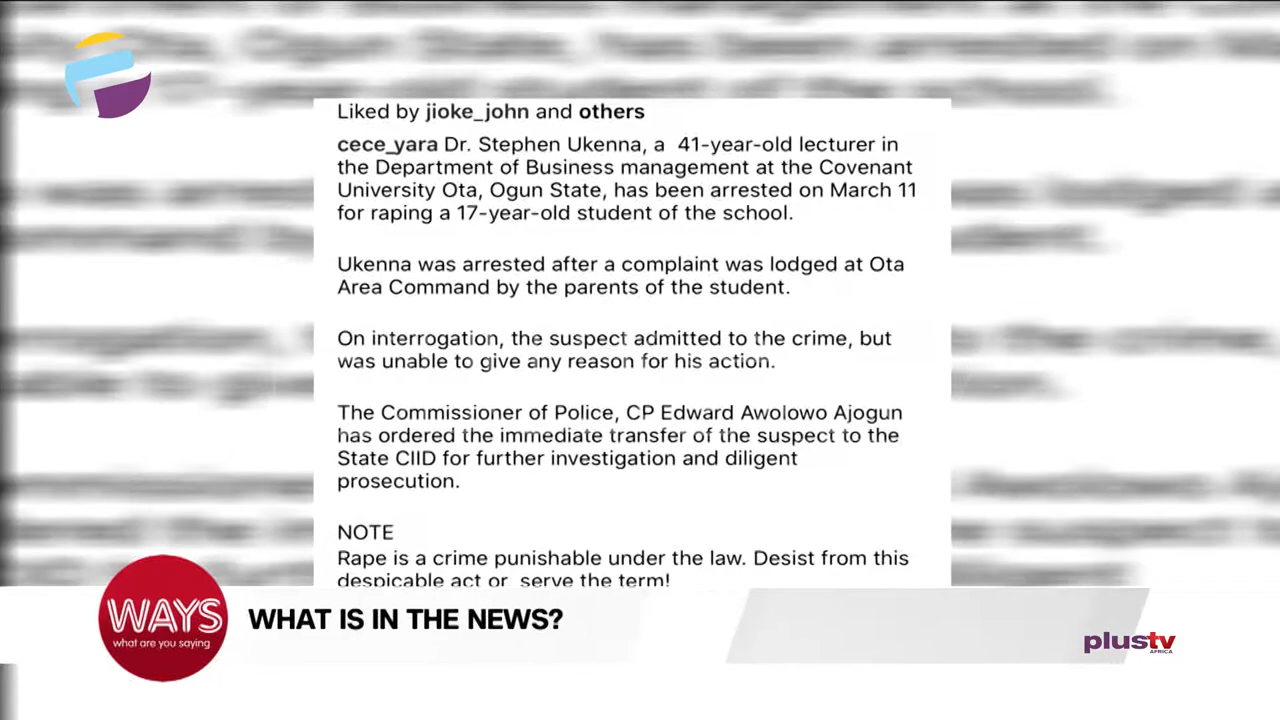 Liked by jioke_john and others
cece_yara Dr. Stephen Ukenna, a 41-year-old lecturer in
the Department of Business management at the Covenant
University Ota, Ogun State, has been arrested on March 11
for raping a 17-year-old student of the school.
Ukenna was arrested after a complaint was lodged at Ota
Area Command by the parents of the student.
On interrogation, the suspect admitted to the crime, but
was unable to give any reason for his action.
The Commissioner of Police, CP Edward Awolowo Ajogun
has ordered the immediate transfer of the suspect to the
State CIID for further investigation and diligent
prosecution.
NOTE
Rape is a crime punishable under the law. Desist from this
despicable act or serve the term!
WAYS
what are you saying
WHAT IS IN THE NEWS?
plustv
AFRICA